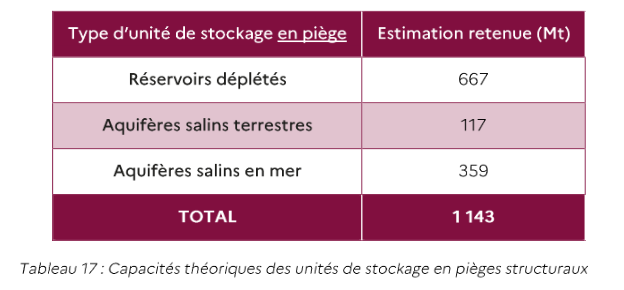 Type d'unité de stockage en piège Estimation retenue (Mt)
Réservoirs déplétés 667
Aquifères salins terrestres 117
Aquifères salins en mer 359
TOTAL 1 143
Tableau 17 : Capacités théoriques des unités de stockage en pièges structuraux